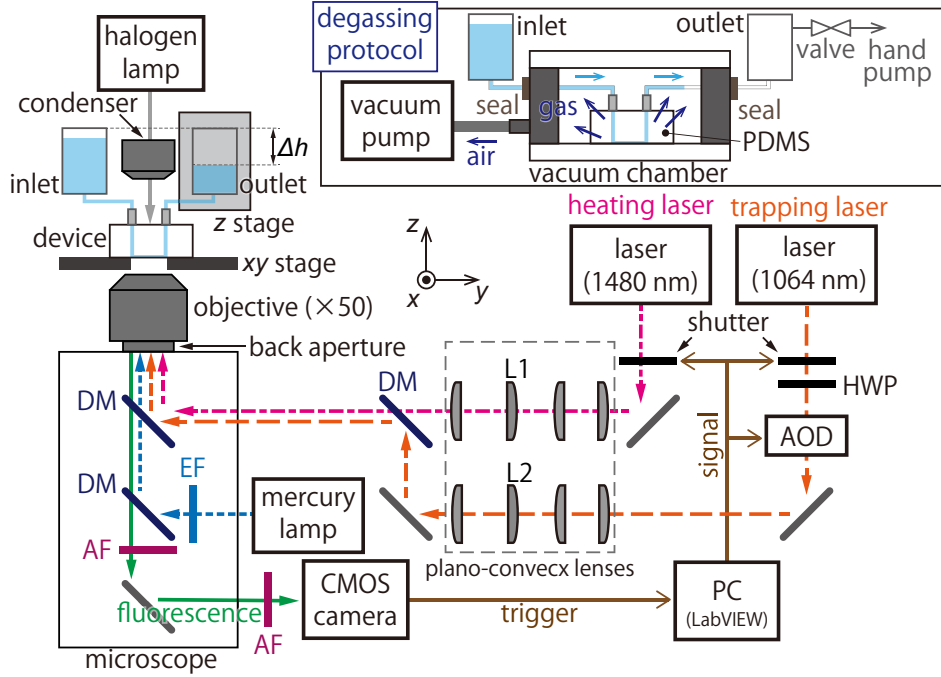 degassing
protocol
inlet
outlet
valve
hand
pump
vacuum
pump
seal
gas
seal
air
PDMS
vacuum chamber
halogen
lamp
condenser
Δh
inlet
outlet
z stage
device
xy stage
objective (×50)
back aperture
z
x
y
heating laser
trapping laser
laser
(1480 nm)
laser
(1064 nm)
shutter
HWP
AOD
signal
L1
L2
DM
DM
DM
EF
AF
mercury
lamp
plano-convecx lenses
fluorescence
AF
CMOS
camera
trigger
PC
(LabVIEW)
microscope